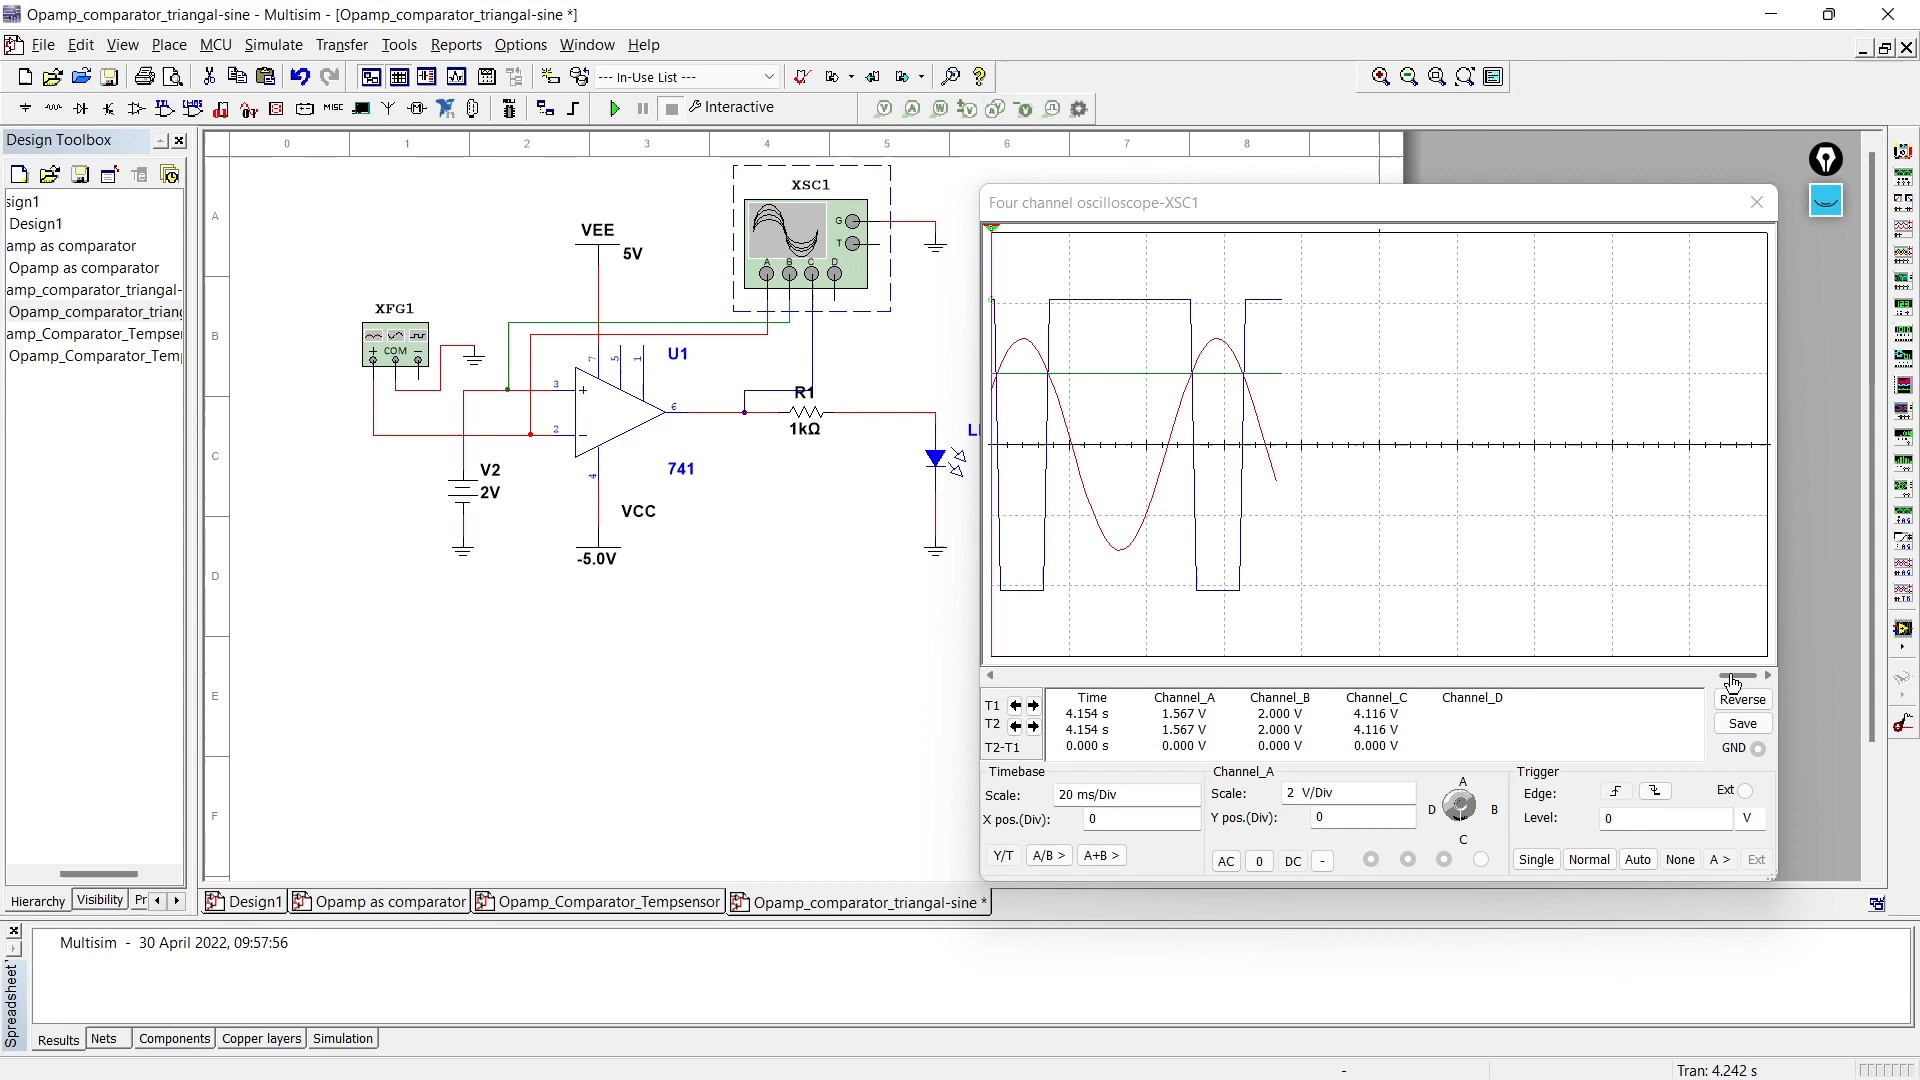 Opamp_comparator_triangal-sine - Multisim - [Opamp_comparator_triangal-sine *]
File Edit View Place MCU Simulate Transfer Tools Reports Options Window Help
--- In-Use List ---
MISC
Interactive
Design Toolbox
0 1 2 3 4 5 6 7 8
sign1
Design1
amp as comparator
Opamp as comparator
amp_comparator_triangal-
Opamp_comparator_triang
amp_Comparator_Tempse
Opamp_Comparator_Tem
A
B
C
D
E
F
XSC1
G
T
A B C D
VEE
5V
XFG1
COM
U1
7 5 1
3
2
6
4
R1
1kΩ
741
V2
2V
VCC
-5.0V
Four channel oscilloscope-XSC1
Time Channel_A Channel_B Channel_C Channel_D
T1 4.154 s 1.567 V 2.000 V 4.116 V
T2 4.154 s 1.567 V 2.000 V 4.116 V
T2-T1 0.000 s 0.000 V 0.000 V 0.000 V
Reverse
Save
GND
Timebase
Scale: 20 ms/Div
X pos.(Div): 0
Y/T A/B > A+B >
Channel_A
Scale: 2 V/Div
Y pos.(Div): 0
AC 0 DC -
A
D B
C
Trigger
Edge: Ext
Level: 0 V
Single Normal Auto None A > Ext
Hierarchy Visibility Pr
Design1 Opamp as comparator Opamp_Comparator_Tempsensor Opamp_comparator_triangal-sine *
Multisim - 30 April 2022, 09:57:56
Spreadsheet
Results Nets Components Copper layers Simulation
- Tran: 4.242 s